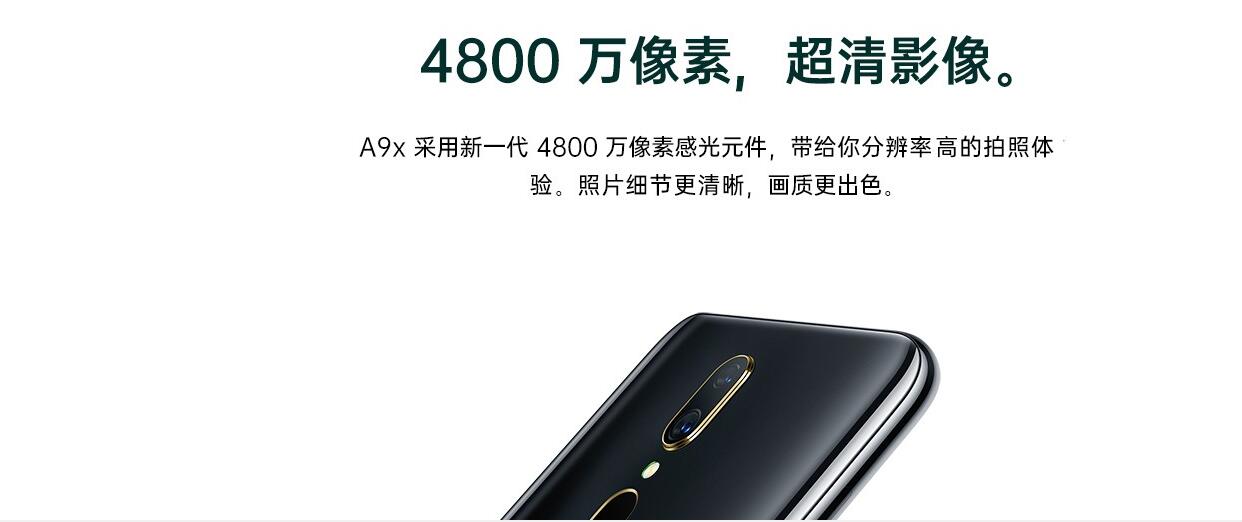 4800 万像素，超清影像。
A9x 采用新一代 4800 万像素感光元件，带给你分辨率高的拍照体
验。照片细节更清晰，画质更出色。